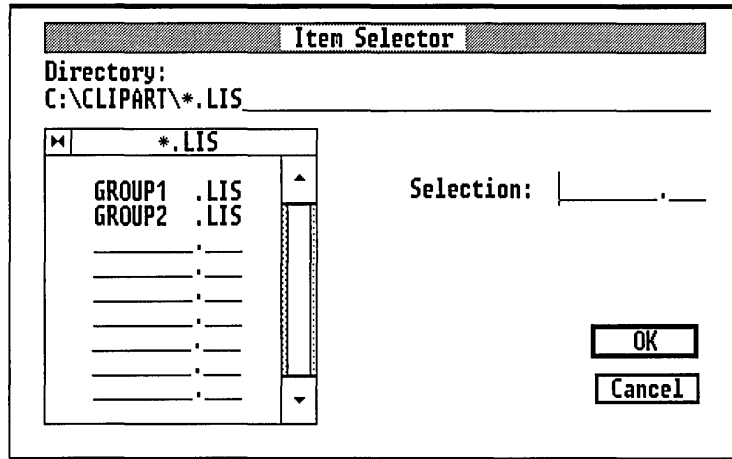 Item Selector
Directory:
C:\CLIPART\*.LIS
*.LIS
GROUP1 .LIS
GROUP2 .LIS
Selection:
OK
Cancel